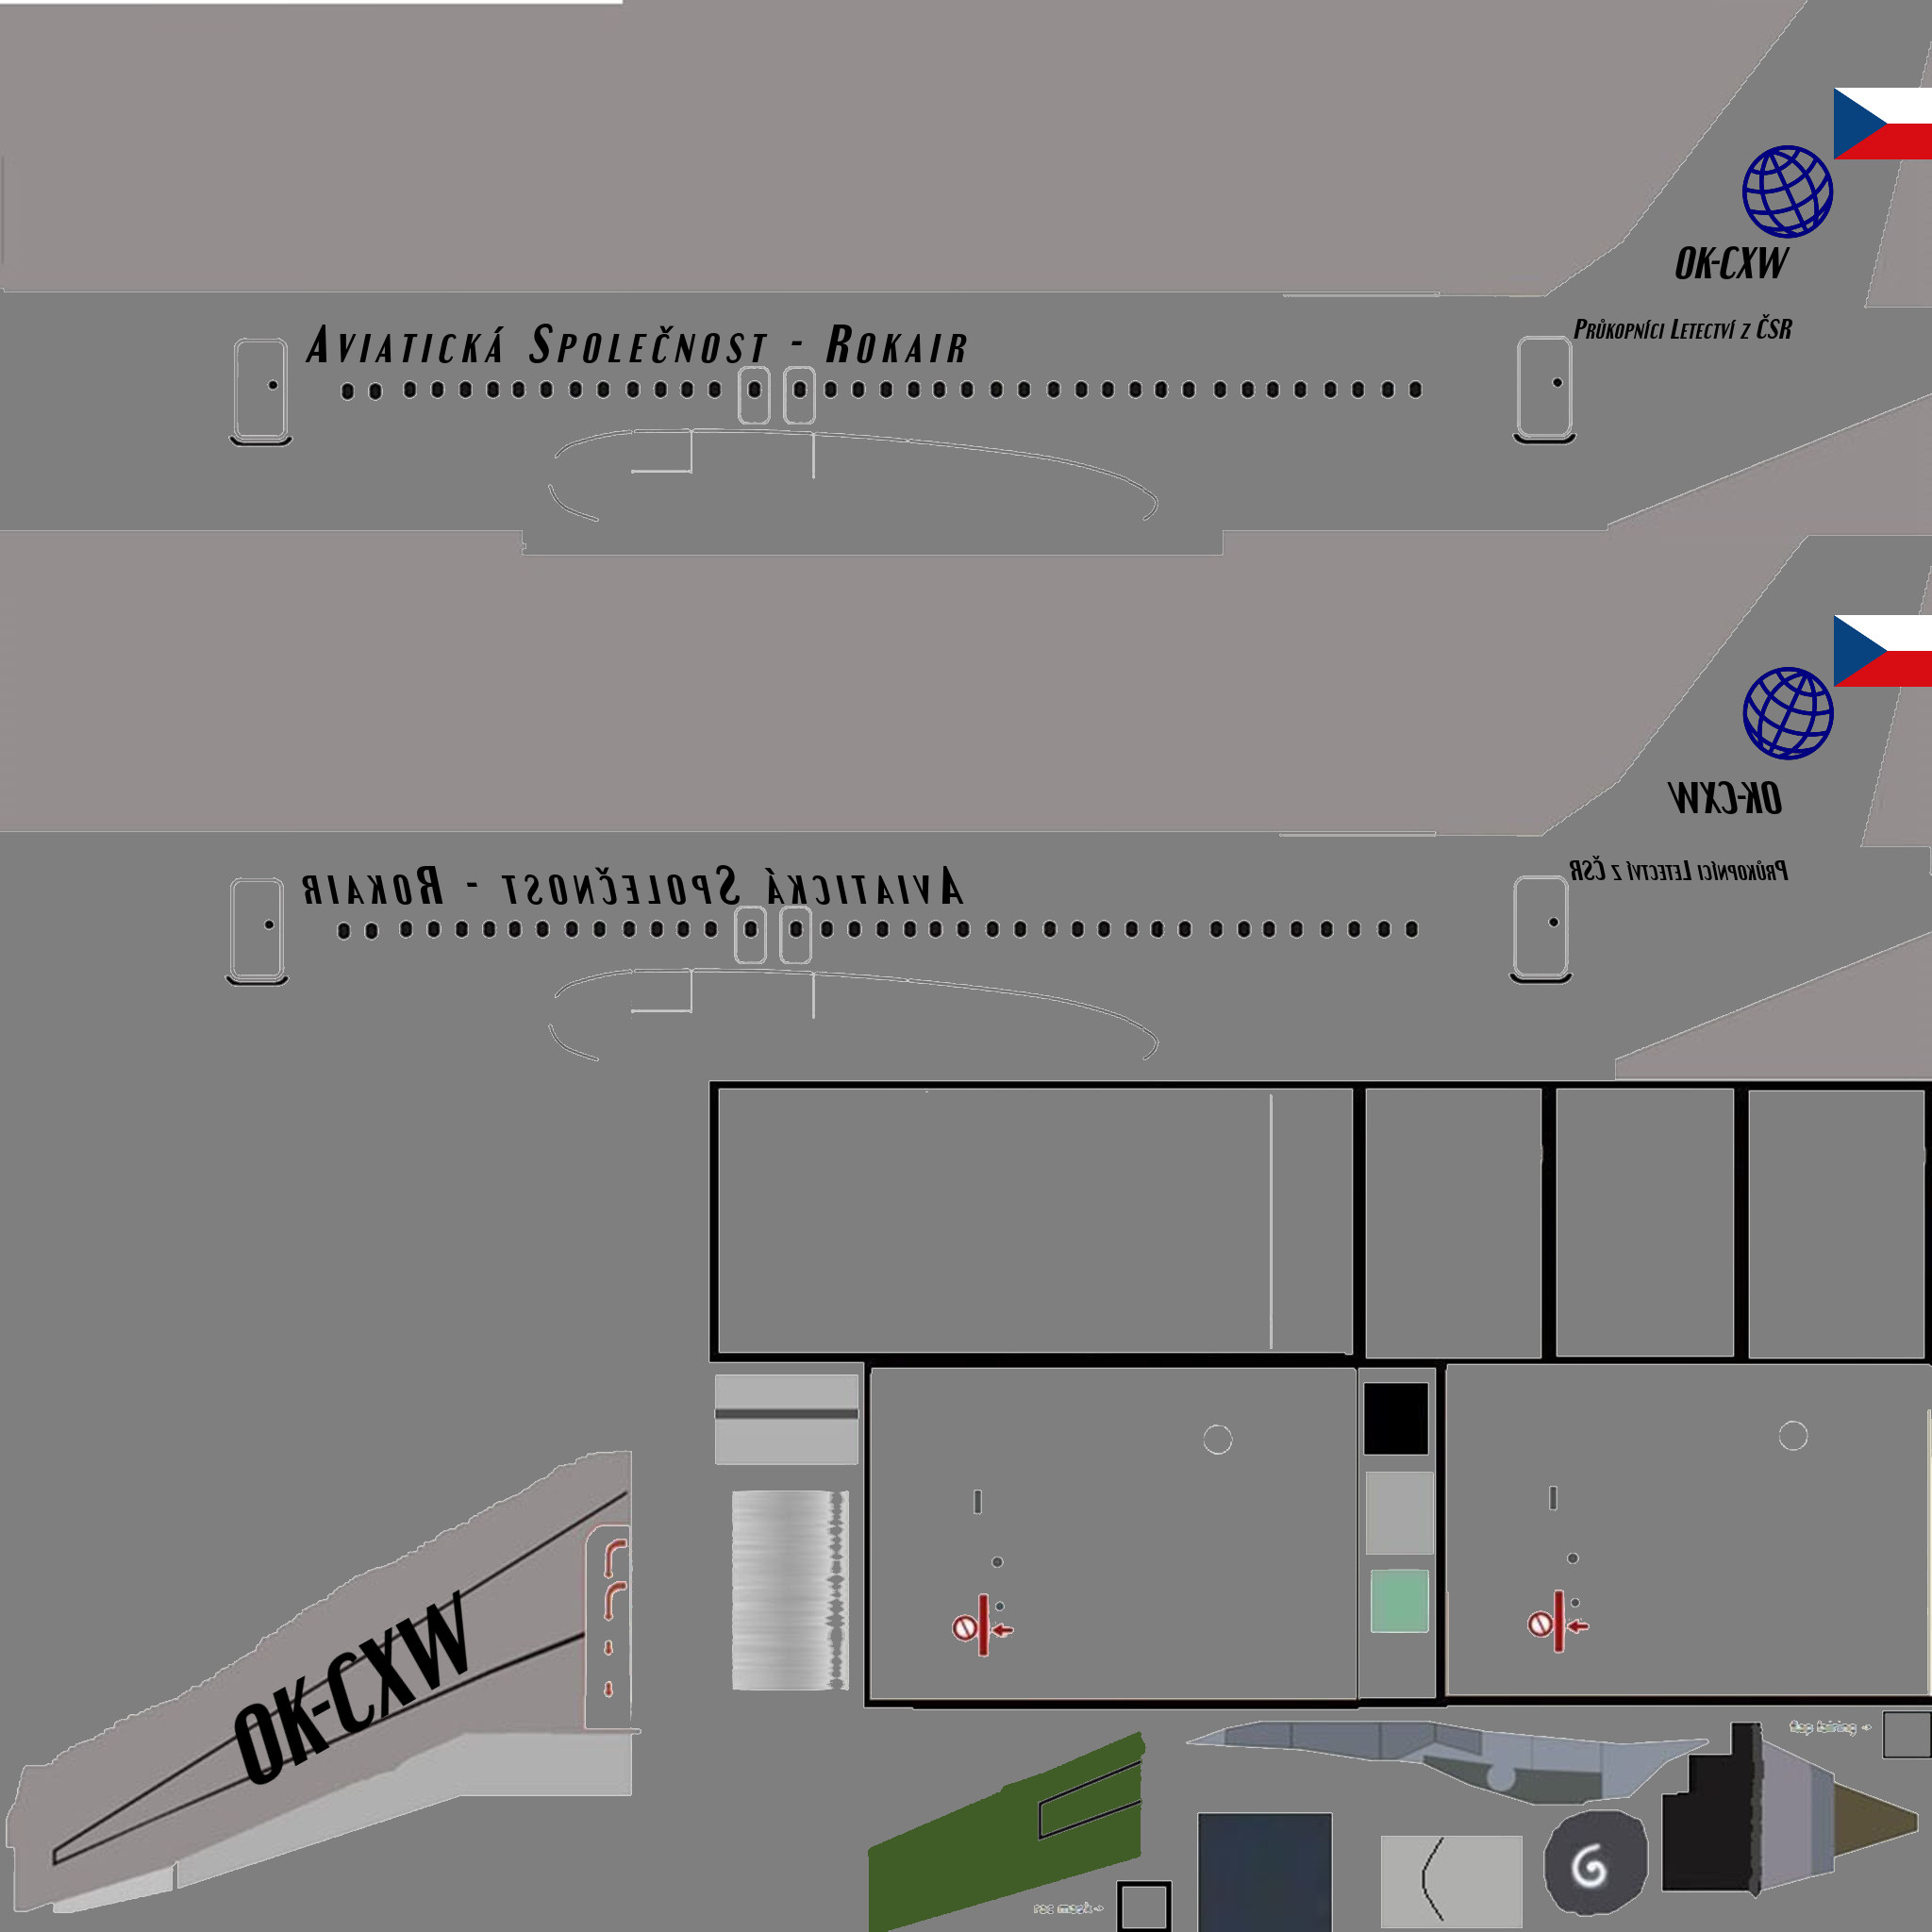 OK-CXW
Aviatická Společnost - Rokair
Průkopníci Letectví z ČSR
OK-CXW
Aviatická Společnost - Rokair
Průkopníci Letectví z ČSR
OK-CXW